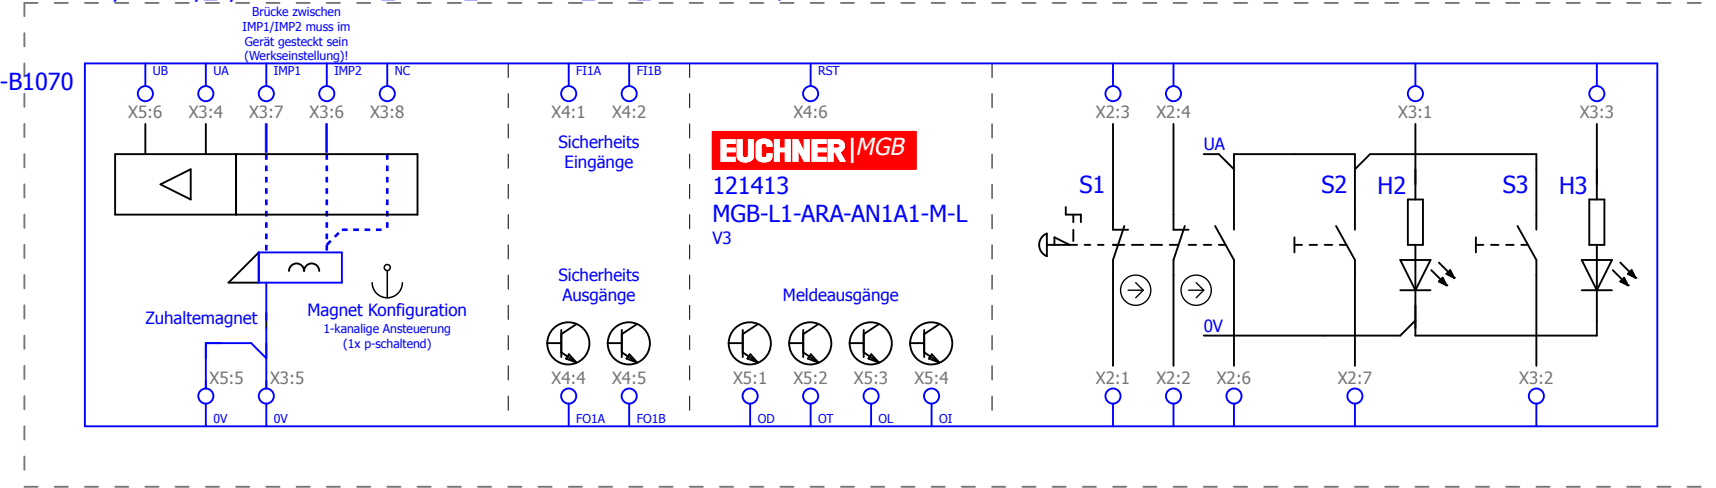 Brücke zwischen
IMP1/IMP2 muss im
Gerät gesteckt sein
(Werkseinstellung)!
-B1070
UB UA IMP1 IMP2 NC FI1A FI1B RST
X5:6 X3:4 X3:7 X3:6 X3:8 X4:1 X4:2 X4:6 X2:3 X2:4 X3:1 X3:3
Sicherheits
Eingänge
EUCHNER|MGB
121413
MGB-L1-ARA-AN1A1-M-L
V3
UA
S1 S2 H2 S3 H3
Sicherheits
Ausgänge
Meldeausgänge
Zuhaltemagnet
Magnet Konfiguration
1-kanalige Ansteuerung
(1x p-schaltend)
0V
X5:5 X3:5 X4:4 X4:5 X5:1 X5:2 X5:3 X5:4 X2:1 X2:2 X2:6 X2:7 X3:2
0V 0V FO1A FO1B OD OT OL OI